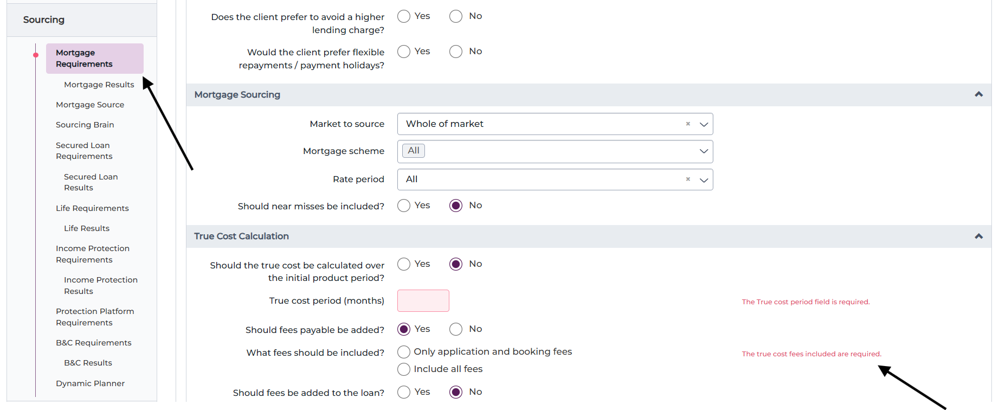 Sourcing
Mortgage
Requirements
Mortgage Results
Mortgage Source
Sourcing Brain
Secured Loan
Requirements
Secured Loan
Results
Life Requirements
Life Results
Income Protection
Requirements
Income Protection
Results
Protection Platform
Requirements
B&C Requirements
B&C Results
Dynamic Planner
Does the client prefer to avoid a higher
lending charge?
Yes No
Would the client prefer flexible
repayments / payment holidays?
Yes No
Mortgage Sourcing
Market to source Whole of market ×
Mortgage scheme All
Rate period All ×
Should near misses be included? Yes No
True Cost Calculation
Should the true cost be calculated over
the initial product period?
Yes No
True cost period (months) The True cost period field is required.
Should fees payable be added? Yes No
What fees should be included? Only application and booking fees The true cost fees included are required.
Include all fees
Should fees be added to the loan? Yes No